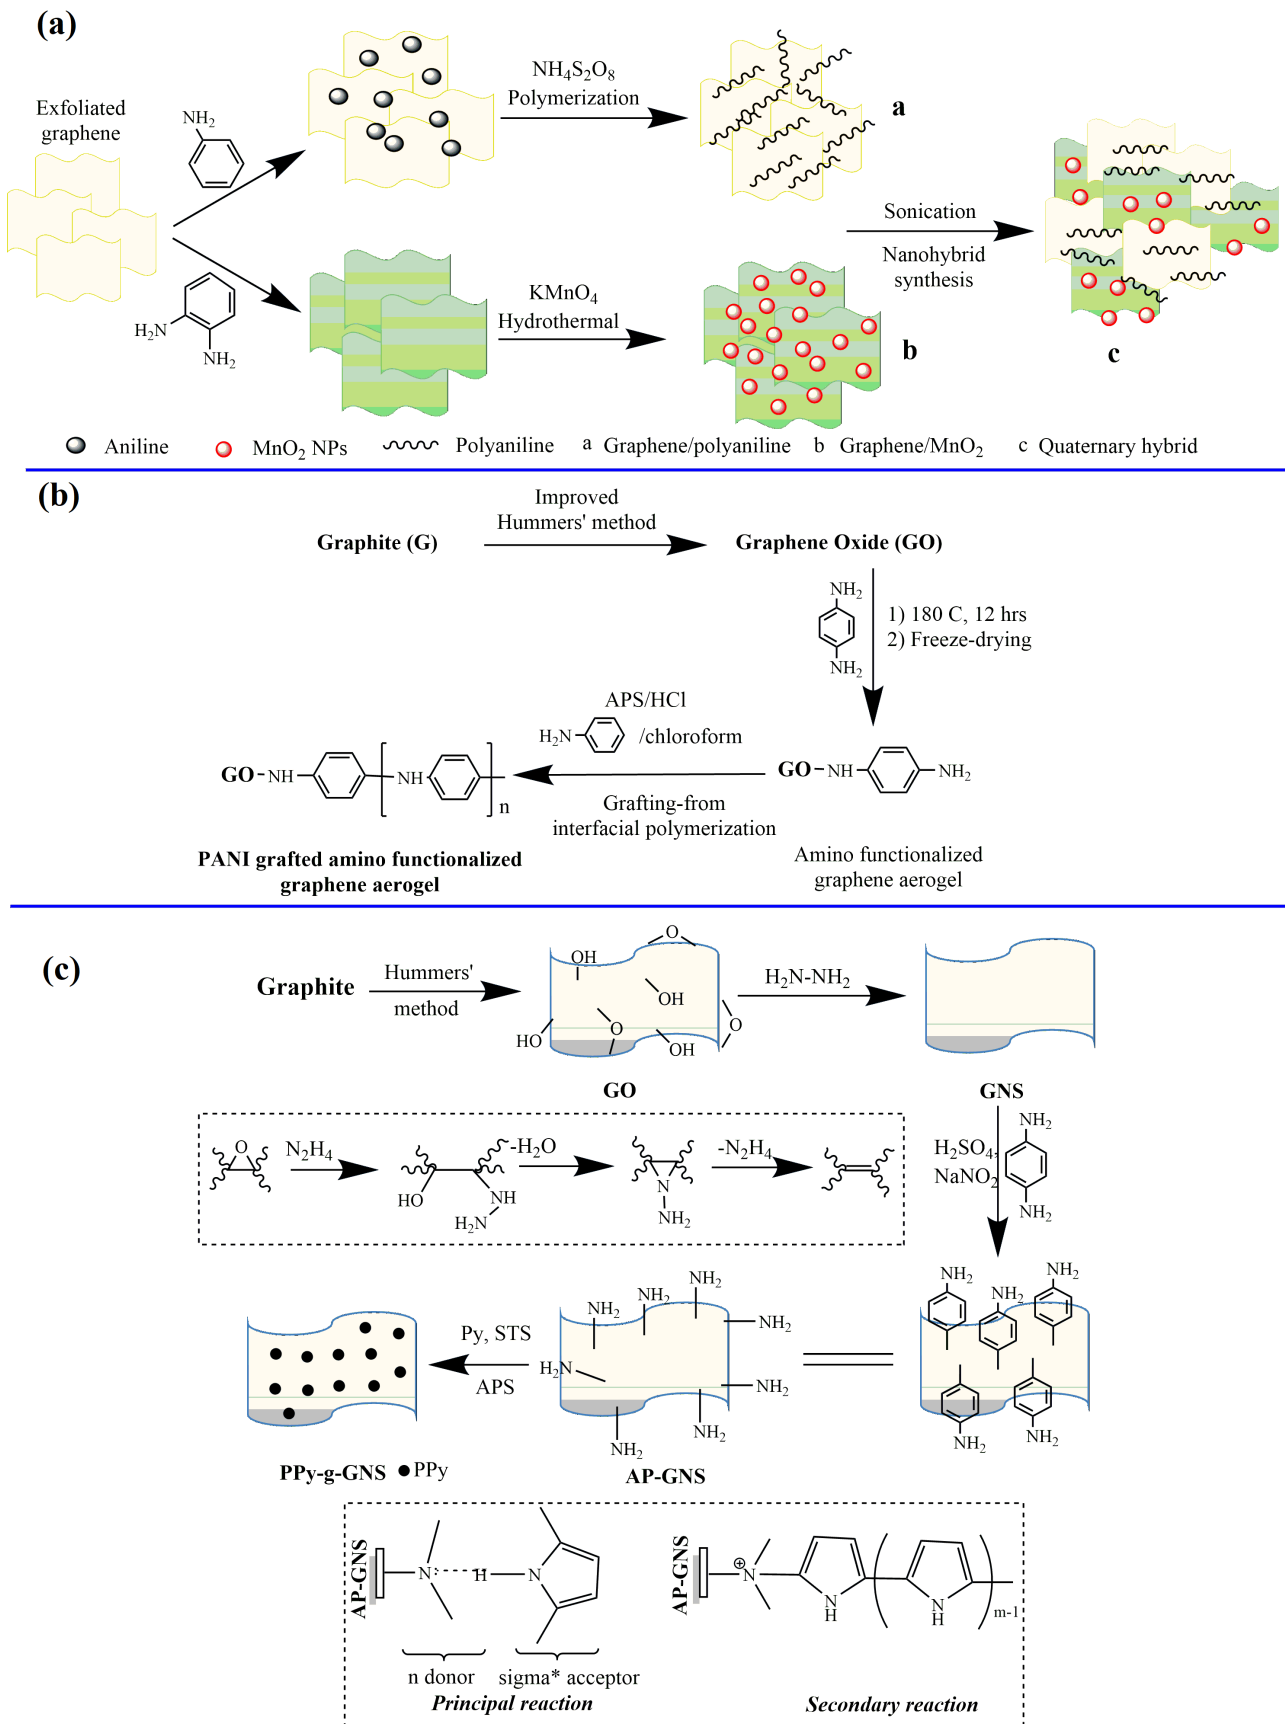 (a)
Exfoliated
graphene
NH2
H2N
NH2
NH4S2O8
Polymerization
a
KMnO4
Hydrothermal
b
Sonication
Nanohybrid
synthesis
c
Aniline
MnO2 NPs
Polyaniline
a Graphene/polyaniline
b Graphene/MnO2
c Quaternary hybrid
(b)
Graphite (G)
Improved
Hummers' method
Graphene Oxide (GO)
NH2
NH2
1) 180 C, 12 hrs
2) Freeze-drying
APS/HCl
H2N
/chloroform
Grafting-from
interfacial polymerization
GO-NH
NH
n
PANI grafted amino functionalized
graphene aerogel
GO-NH
NH2
Amino functionalized
graphene aerogel
(c)
Graphite
Hummers'
method
O
OH
OH
O
O
HO
OH
GO
H2N-NH2
GNS
O
N2H4
HO
NH
H2N
-H2O
N
NH2
-N2H4
H2SO4,
NaNO2
NH2
NH2
NH2
NH2
NH2
NH2
NH2
NH2
NH2
NH2
NH2
H2N
NH2
NH2
NH2
AP-GNS
Py, STS
APS
PPy-g-GNS
PPy
AP-GNS
N:
H
N
n donor
sigma* acceptor
Principal reaction
AP-GNS
⊕
N
N
H
N
H
m-1
Secondary reaction